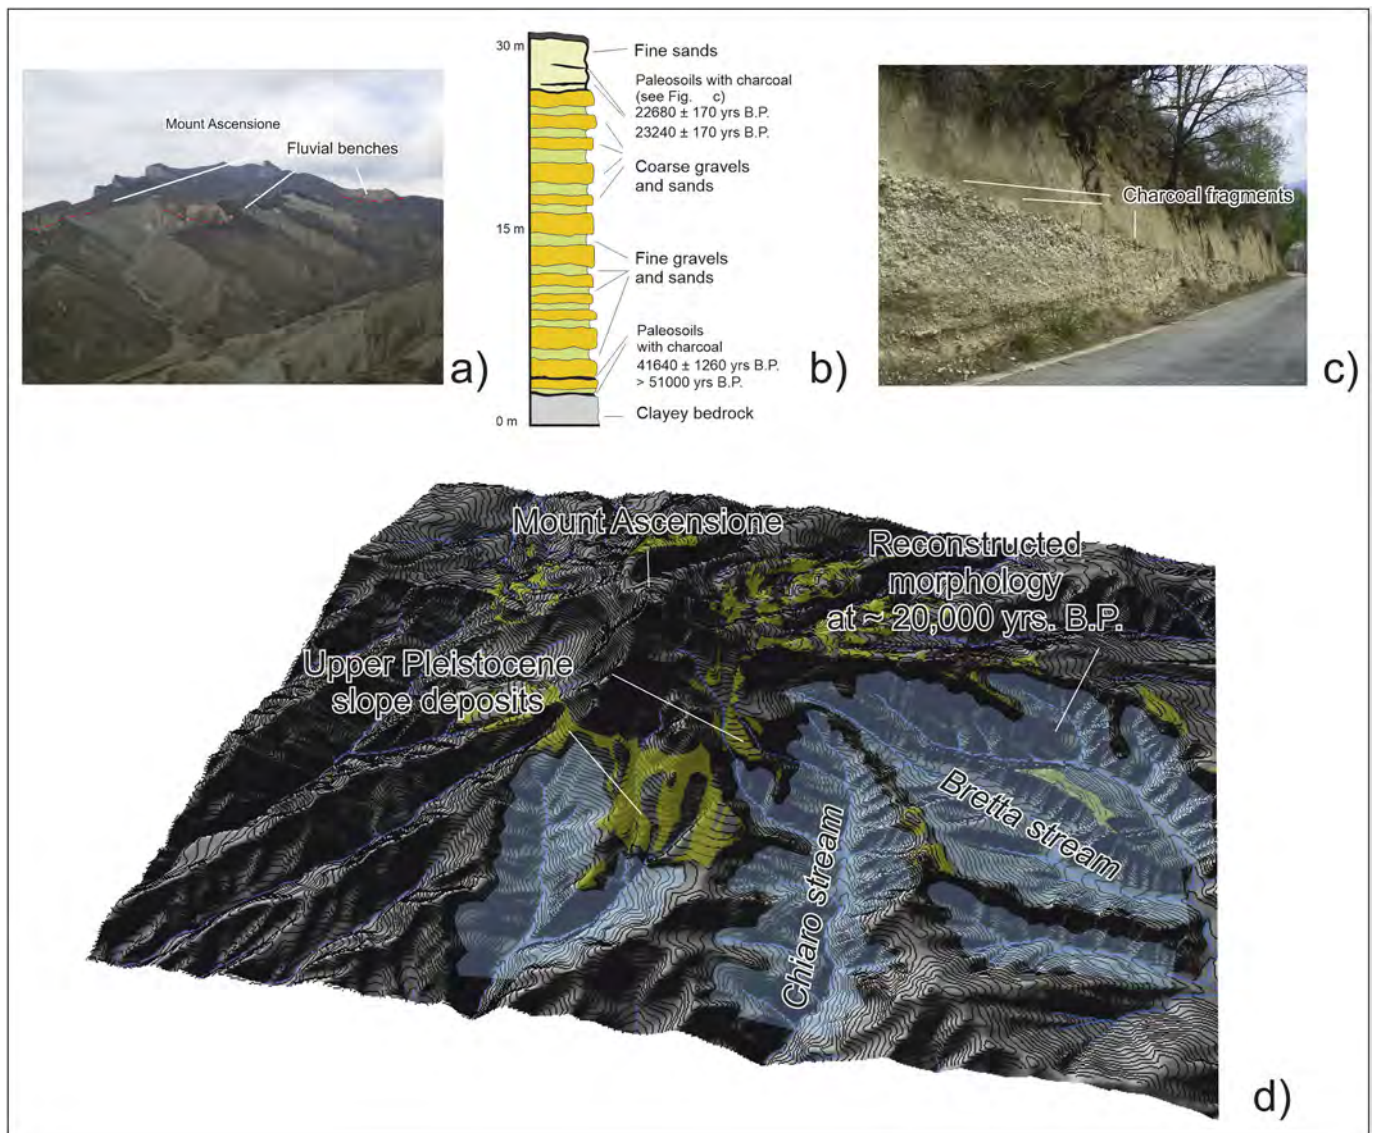 Mount Ascensione
Fluvial benches
a)
30 m
15 m
0 m
Fine sands
Paleosoils with charcoal
(see Fig. c)
22680 ± 170 yrs B.P.
23240 ± 170 yrs B.P.
Coarse gravels
and sands
Fine gravels
and sands
Paleosoils
with charcoal
41640 ± 1260 yrs B.P.
> 51000 yrs B.P.
Clayey bedrock
b)
Charcoal fragments
c)
Mount Ascensione
Reconstructed
morphology
at ~ 20,000 yrs. B.P.
Upper Pleistocene
slope deposits
Chiaro stream
Bretta stream
d)